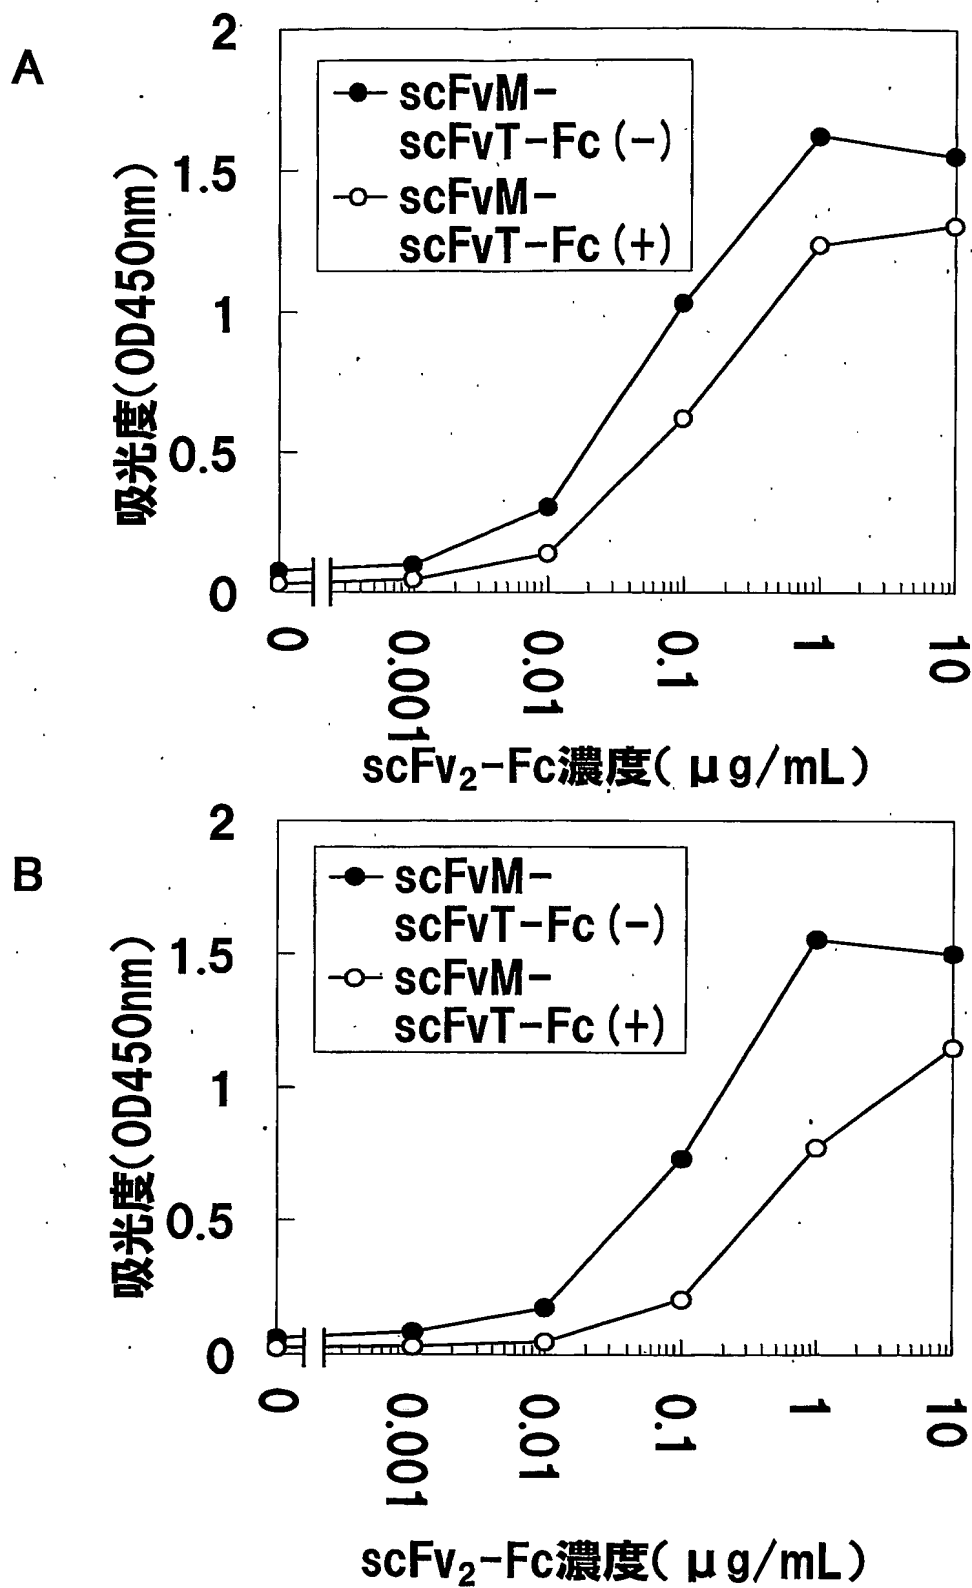 A
2
1.5
1
0.5
0
吸光度(OD450nm)
scFvM-
scFvT-Fc(-)
scFvM-
scFvT-Fc(+)
0
0.001
0.01
0.1
1
10
scFv₂-Fc濃度( μg/mL)
B
2
1.5
1
0.5
0
吸光度(OD450nm)
scFvM-
scFvT-Fc(-)
scFvM-
scFvT-Fc(+)
0
0.001
0.01
0.1
1
10
scFv₂-Fc濃度( μg/mL)